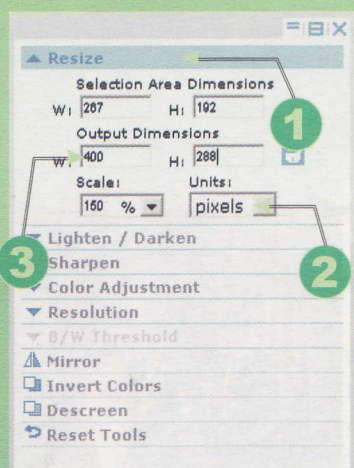 Resize
Selection Area Dimensions
W: 267 H: 192
1
Output Dimensions
W: 400 H: 288
Scale: Units:
150 % pixels
3
2
Lighten / Darken
Sharpen
Color Adjustment
Resolution
B/W Threshold
Mirror
Invert Colors
Descreen
Reset Tools